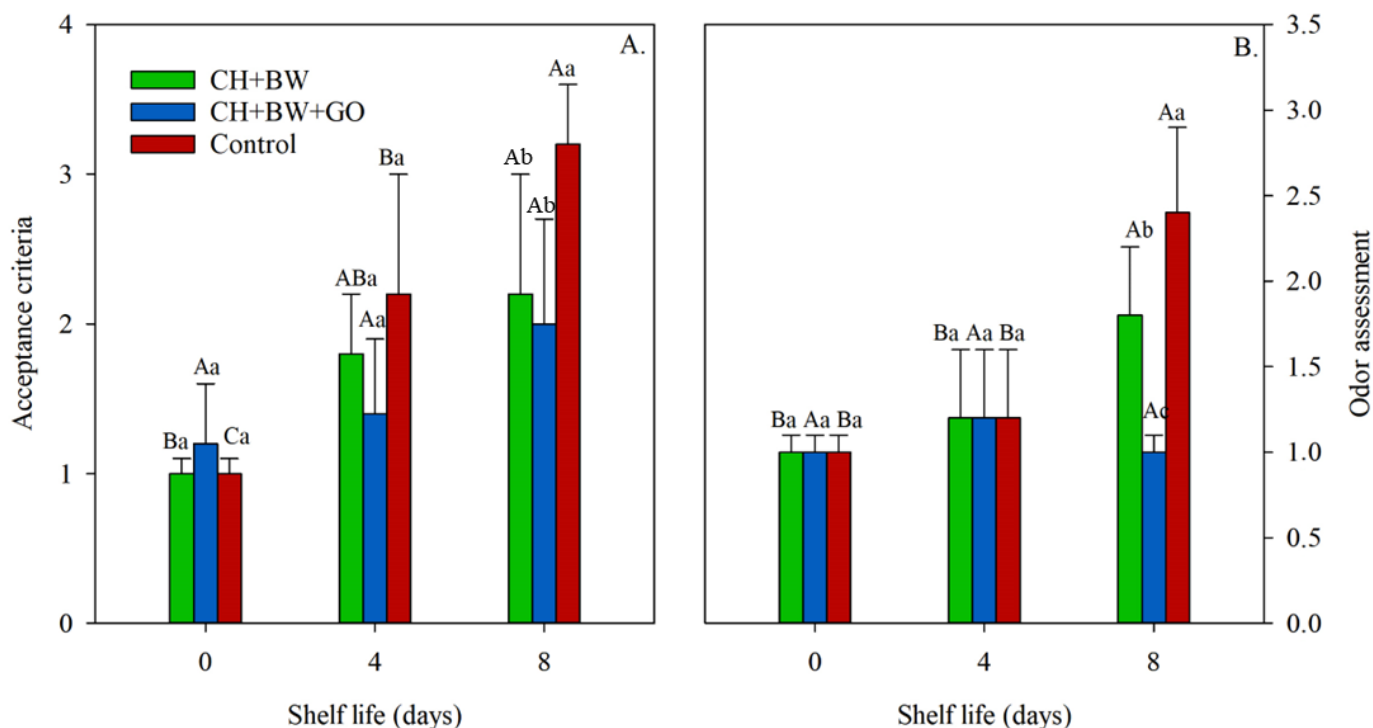 A.
CH+BW
CH+BW+GO
Control
4
3
2
1
0
Acceptance criteria
Ba
Aa
Ca
ABa
Aa
Ba
Ab
Ab
Aa
0
4
8
Shelf life (days)
B.
Ba Aa Ba
Ba Aa Ba
Ab
Ac
Aa
3.5
3.0
2.5
2.0
1.5
1.0
0.5
0.0
Odor assessment
0
4
8
Shelf life (days)